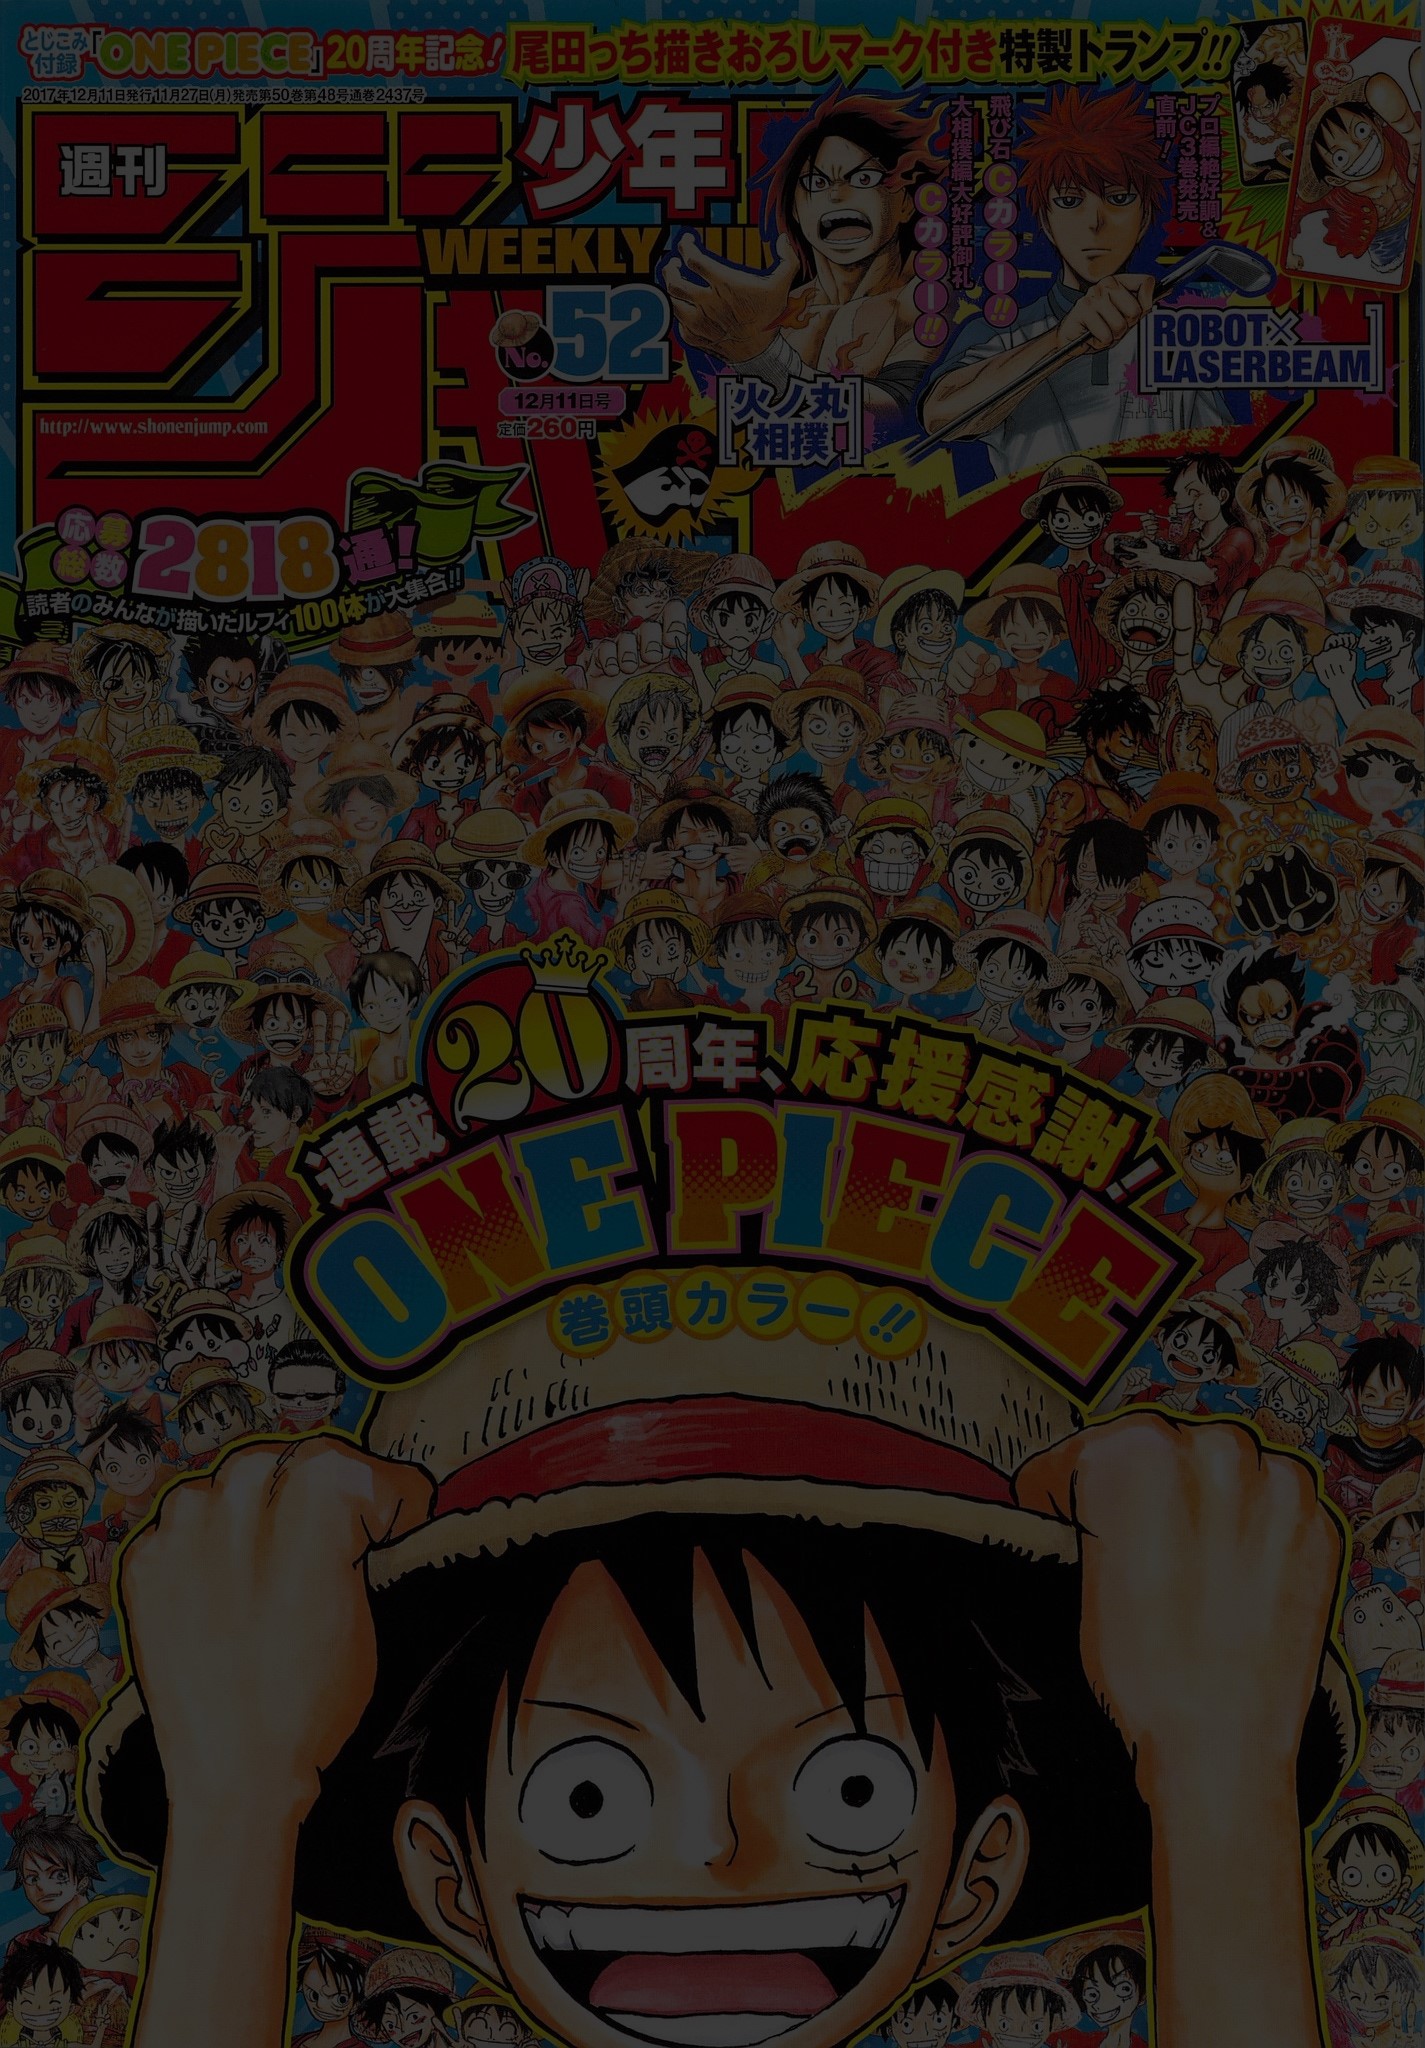 とじこみ付録
「ONE PIECE」20周年記念!
尾田っち描きおろしマーク付き特製トランプ!!
2017年12月11日発行11月27日(月)発売第50巻第48号通巻2437号
週刊
少年
ジャンプ
WEEKLY JUM
No.52
12月11日号
定価260円
http://www.shonenjump.com
飛び石Cカラー!!
大相撲編大好評御礼Cカラー!!
[火ノ丸相撲]
プロ編絶好調&
JC3巻発売
直前!
[ROBOT×
LASERBEAM]
応募総数2818通!
読者のみんなが描いたルフィ100体が大集合!!
連載20周年、応援感謝!
ONE PIECE
巻頭カラー!!